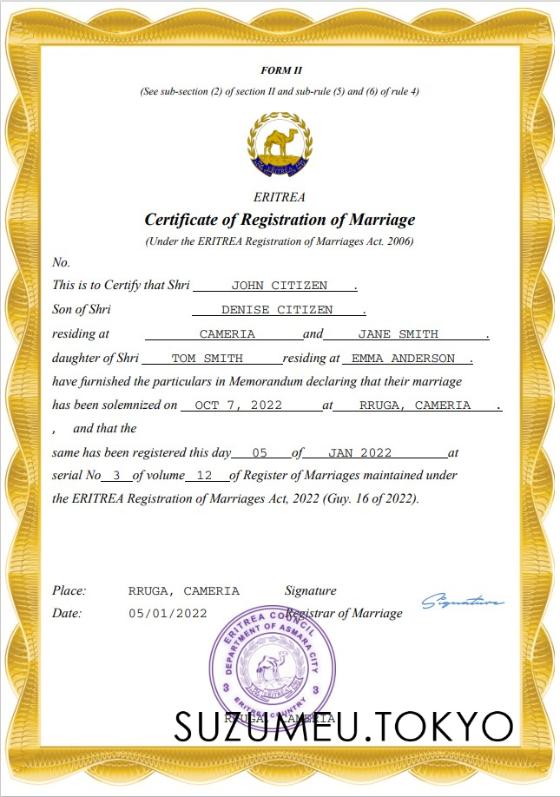 FORM II
(See sub-section (2) of section II and sub-rule (5) and (6) of rule 4)
ERITREA
Certificate of Registration of Marriage
(Under the ERITREA Registration of Marriages Act. 2006)
No.
This is to Certify that Shri JOHN CITIZEN .
Son of Shri DENISE CITIZEN .
residing at CAMERIA and JANE SMITH .
daughter of Shri TOM SMITH residing at EMMA ANDERSON .
have furnished the particulars in Memorandum declaring that their marriage
has been solemnized on OCT 7, 2022 at RRUGA, CAMERIA .
, and that the
same has been registered this day 05 of JAN 2022 at
serial No 3 of volume 12 of Register of Marriages maintained under
the ERITREA Registration of Marriages Act, 2022 (Guy. 16 of 2022).
Place: RRUGA, CAMERIA Signature
Signature
Date: 05/01/2022 Registrar of Marriage
ERITREA COUNCIL
DEPARTMENT OF ASMARA CITY
3 3
ERITREA COUNTRY
RRUGA, CAMERIA
SUZUMEU.TOKYO